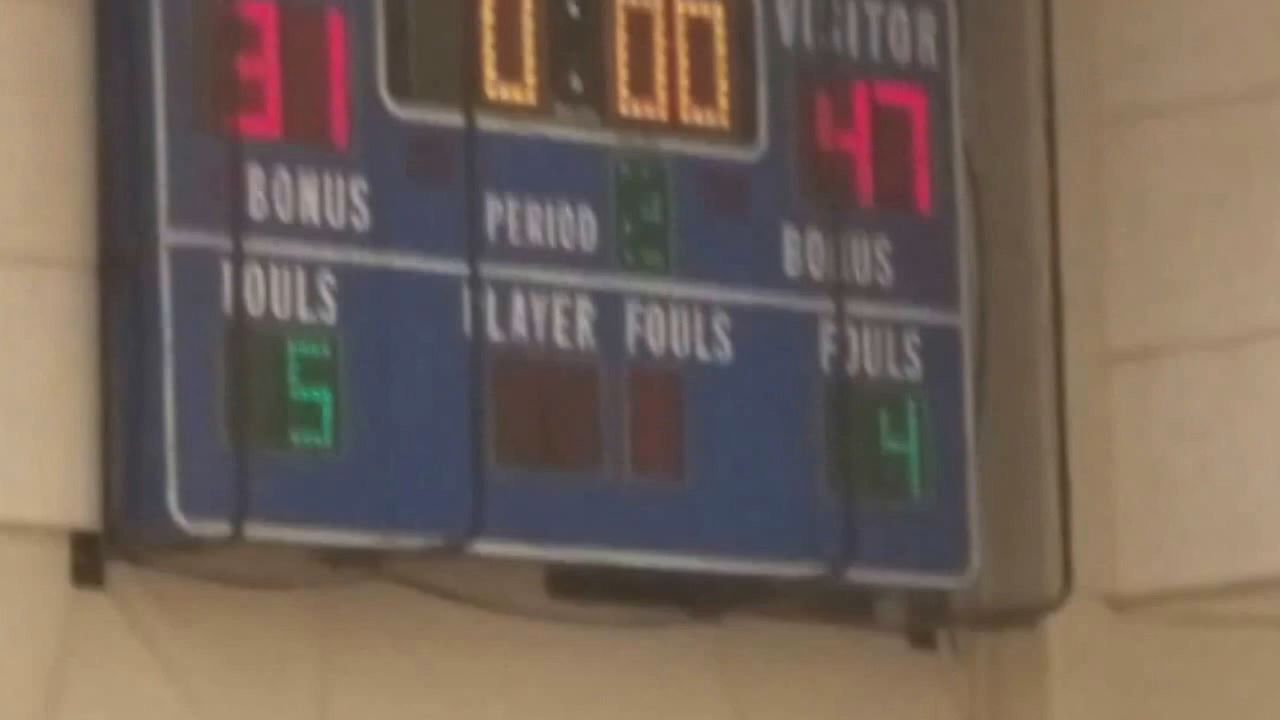 31 0:00 VISITOR 47
BONUS PERIOD BONUS
FOULS PLAYER FOULS FOULS
5 4